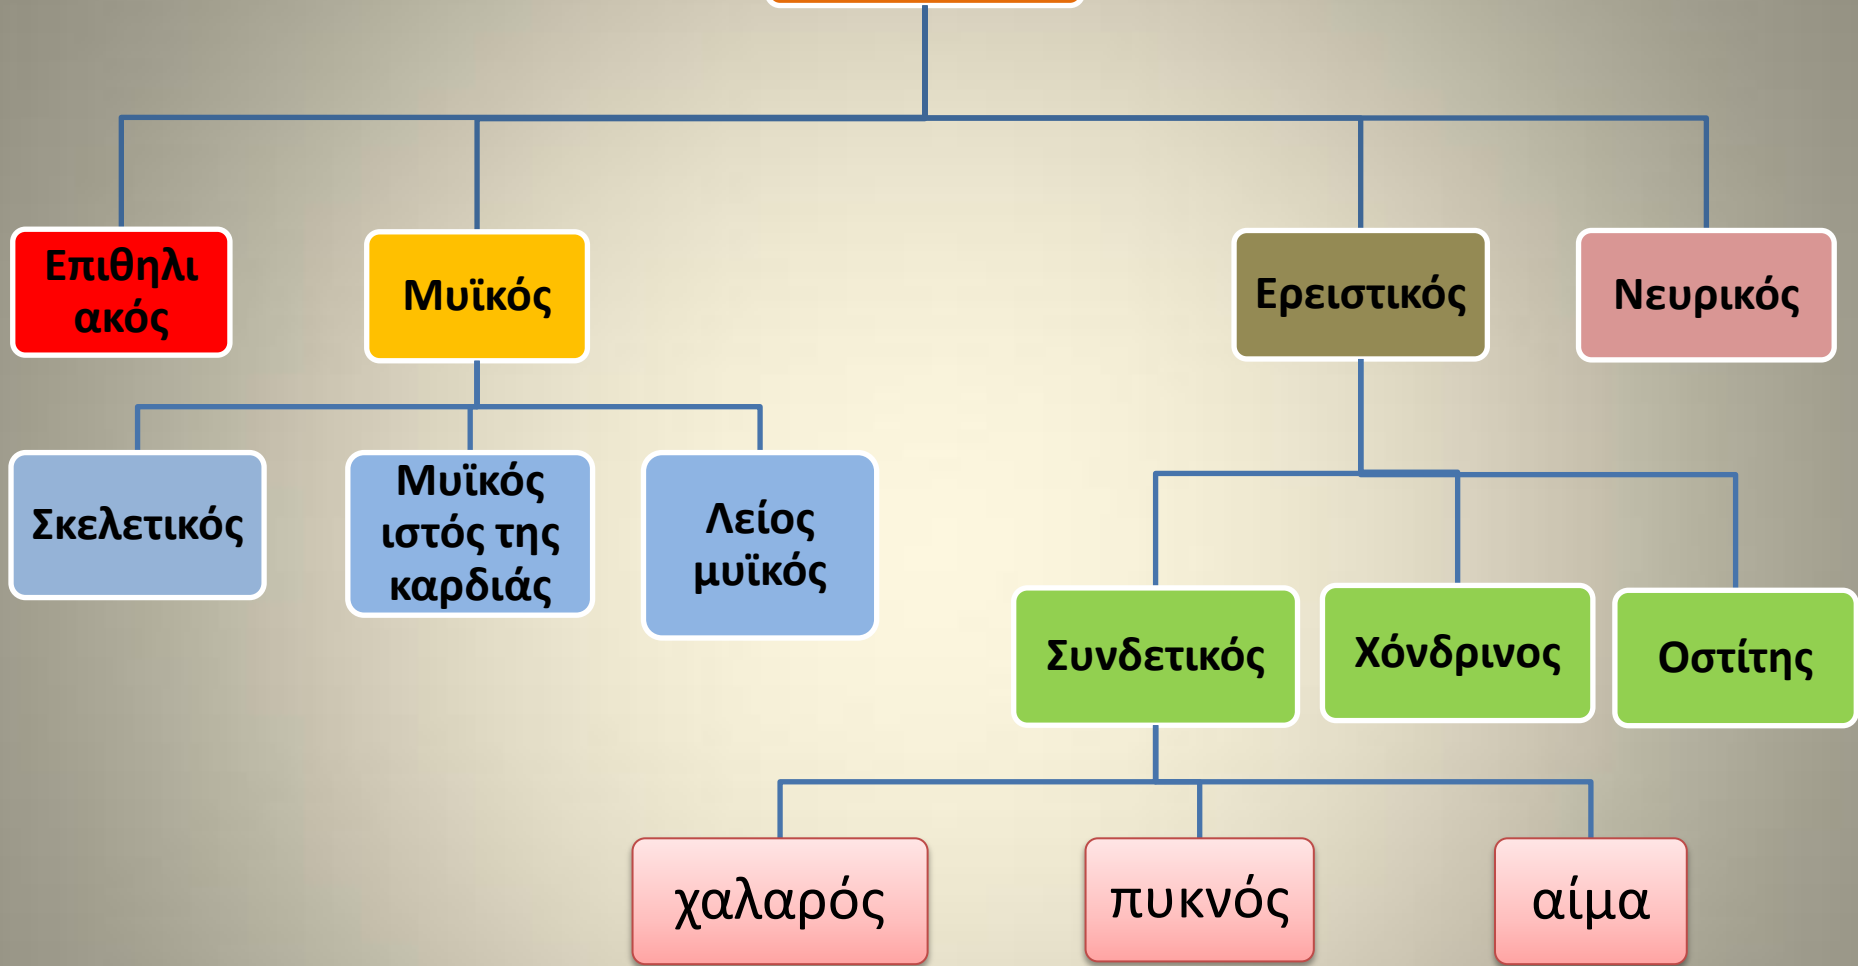 Επιθηλι
ακός
Μυϊκός
Ερειστικός
Νευρικός
Σκελετικός
Μυϊκός
ιστός της
καρδιάς
Λείος
μυϊκός
Συνδετικός
Χόνδρινος
Οστίτης
χαλαρός
πυκνός
αίμα